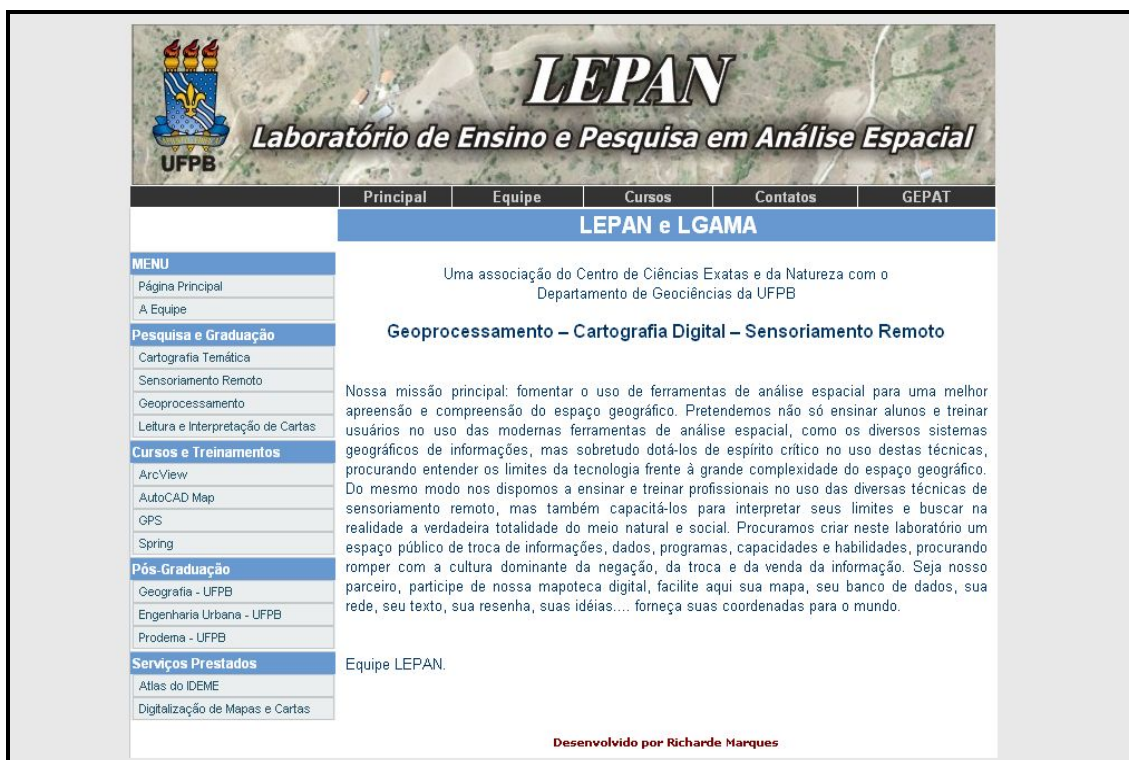 LEPAN
Laboratório de Ensino e Pesquisa em Análise Espacial
UFPB
Principal Equipe Cursos Contatos GEPAT
LEPAN e LGAMA
MENU
Página Principal
A Equipe
Pesquisa e Graduação
Cartografia Temática
Sensoriamento Remoto
Geoprocessamento
Leitura e Interpretação de Cartas
Cursos e Treinamentos
ArcView
AutoCAD Map
GPS
Spring
Pós-Graduação
Geografia - UFPB
Engenharia Urbana - UFPB
Prodema - UFPB
Serviços Prestados
Atlas do IDEME
Digitalização de Mapas e Cartas
Uma associação do Centro de Ciências Exatas e da Natureza com o
Departamento de Geociências da UFPB
Geoprocessamento – Cartografia Digital – Sensoriamento Remoto
Nossa missão principal: fomentar o uso de ferramentas de análise espacial para uma melhor
apreensão e compreensão do espaço geográfico. Pretendemos não só ensinar alunos e treinar
usuários no uso das modernas ferramentas de análise espacial, como os diversos sistemas
geográficos de informações, mas sobretudo dotá-los de espírito crítico no uso destas técnicas,
procurando entender os limites da tecnologia frente à grande complexidade do espaço geográfico.
Do mesmo modo nos dispomos a ensinar e treinar profissionais no uso das diversas técnicas de
sensoriamento remoto, mas também capacitá-los para interpretar seus limites e buscar na
realidade a verdadeira totalidade do meio natural e social. Procuramos criar neste laboratório um
espaço público de troca de informações, dados, programas, capacidades e habilidades, procurando
romper com a cultura dominante da negação, da troca e da venda da informação. Seja nosso
parceiro, participe de nossa mapoteca digital, facilite aqui sua mapa, seu banco de dados, sua
rede, seu texto, sua resenha, suas idéias.... forneça suas coordenadas para o mundo.
Equipe LEPAN.
Desenvolvido por Richarde Marques